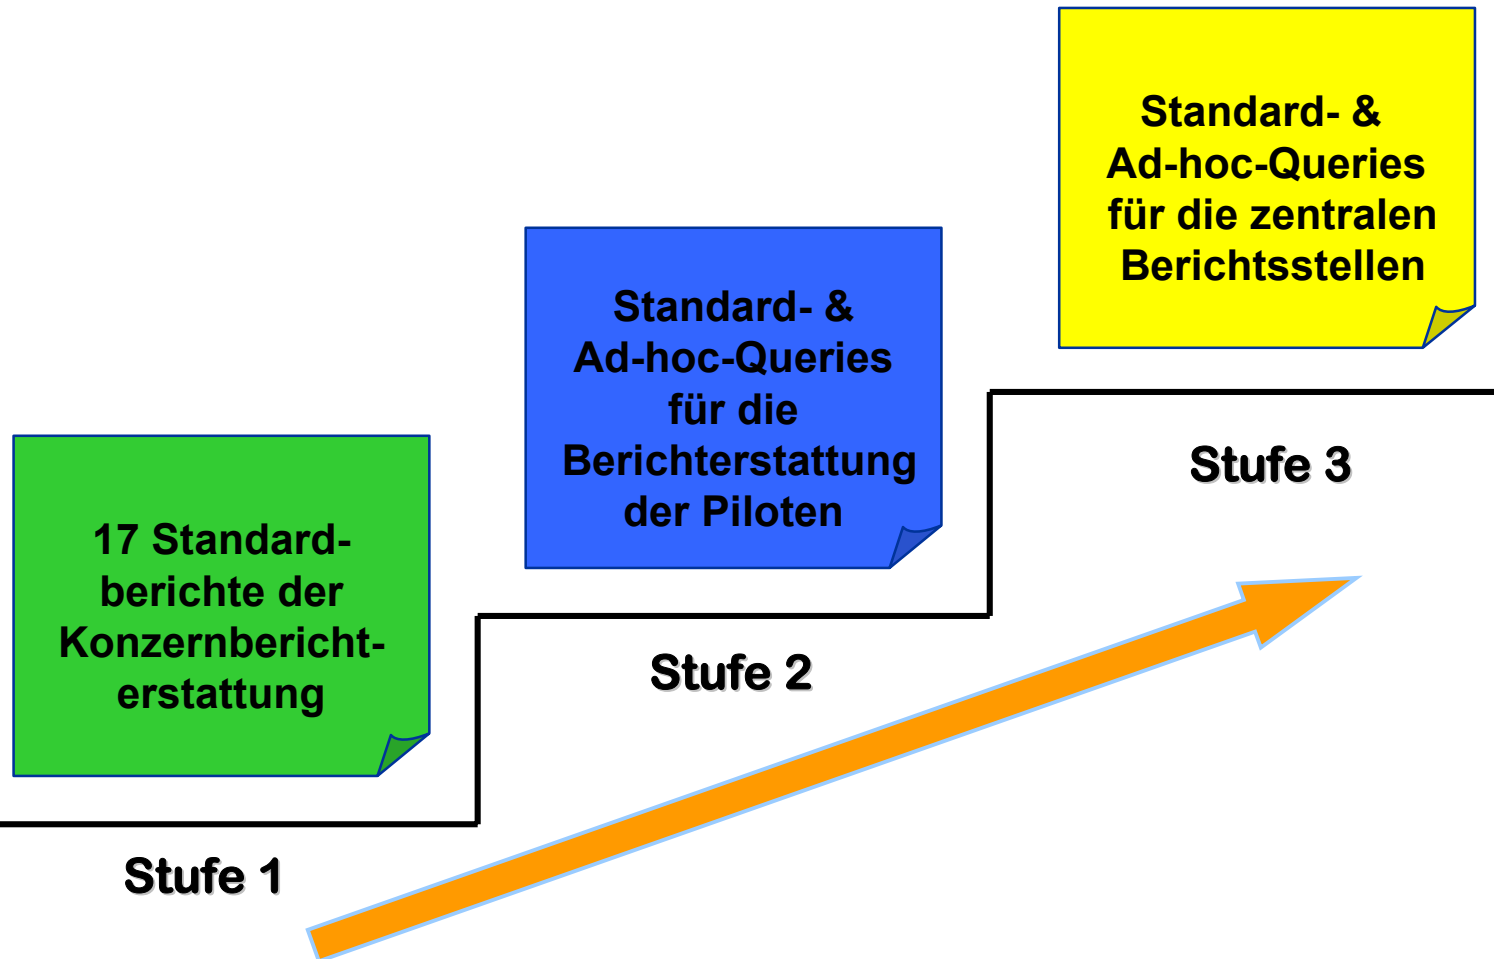 17 Standard-
berichte der
Konzernbericht-
erstattung
Stufe 1
Standard- &
Ad-hoc-Queries
für die
Berichterstattung
der Piloten
Stufe 2
Standard- &
Ad-hoc-Queries
für die zentralen
Berichtsstellen
Stufe 3